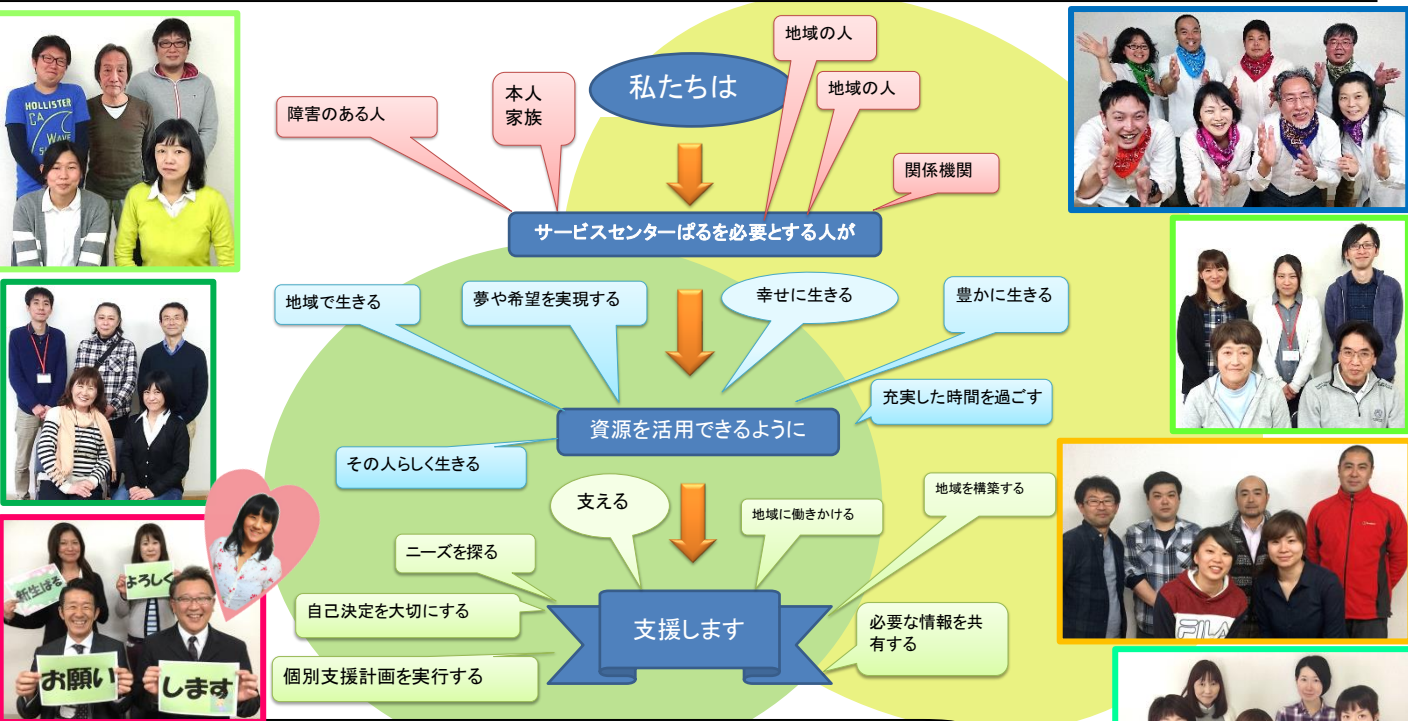 私たちは
地域の人
地域の人
本人
家族
障害のある人
関係機関
サービスセンターぱるを必要とする人が
地域で生きる
夢や希望を実現する
幸せに生きる
豊かに生きる
充実した時間を過ごす
資源を活用できるように
その人らしく生きる
支える
地域に働きかける
地域を構築する
ニーズを探る
自己決定を大切にする
個別支援計画を実行する
支援します
必要な情報を共
有する
HOLLISTER
CA
WAVE
新生ぱる
よろしく
お願い
します
FILA